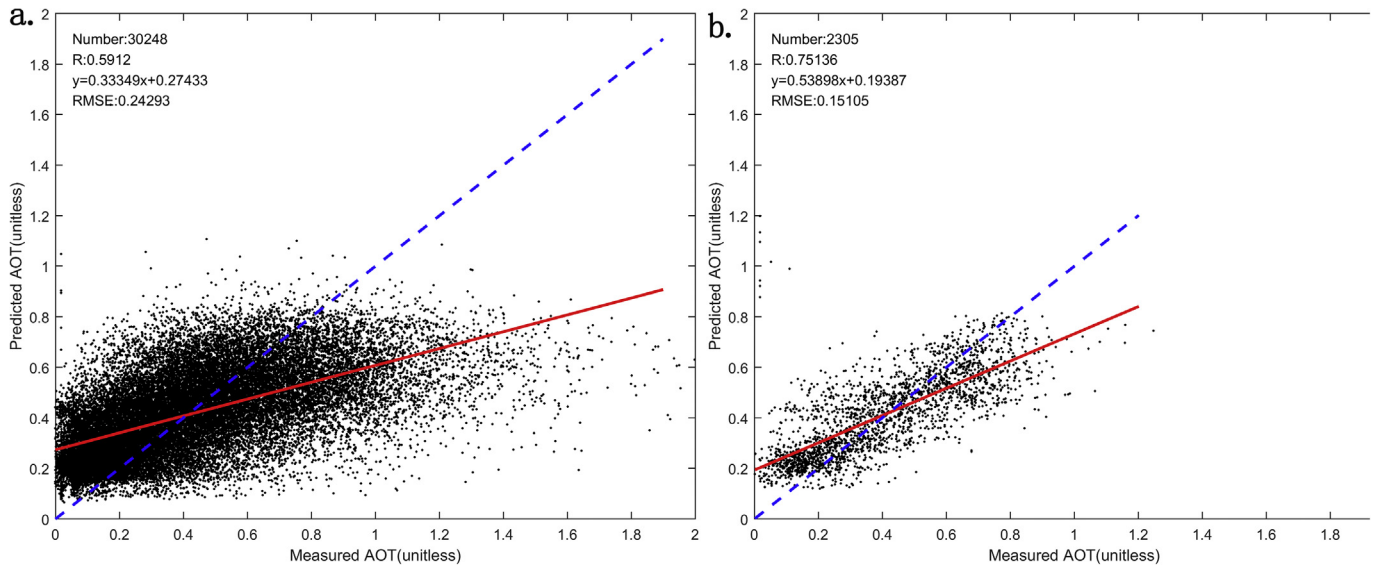 a.
Number:30248
R:0.5912
y=0.33349x+0.27433
RMSE:0.24293
Predicted AOT(unitless)
2
1.8
1.6
1.4
1.2
1
0.8
0.6
0.4
0.2
0
0 0.2 0.4 0.6 0.8 1 1.2 1.4 1.6 1.8 2
Measured AOT(unitless)
b.
Number:2305
R:0.75136
y=0.53898x+0.19387
RMSE:0.15105
Predicted AOT(unitless)
2
1.8
1.6
1.4
1.2
1
0.8
0.6
0.4
0.2
0
0 0.2 0.4 0.6 0.8 1 1.2 1.4 1.6 1.8
Measured AOT(unitless)